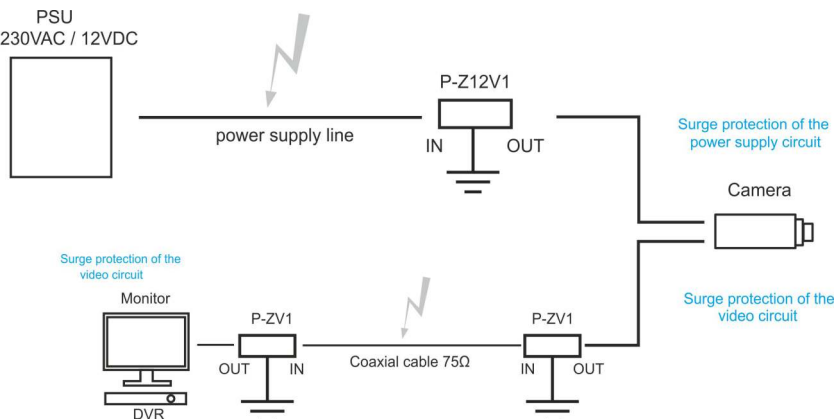 PSU
230VAC / 12VDC
P-Z12V1
power supply line
IN
OUT
Surge protection of the
power supply circuit
Camera
Surge protection of the
video circuit
Monitor
P-ZV1
P-ZV1
Surge protection of the
video circuit
OUT
IN
Coaxial cable 75Ω
IN
OUT
DVR